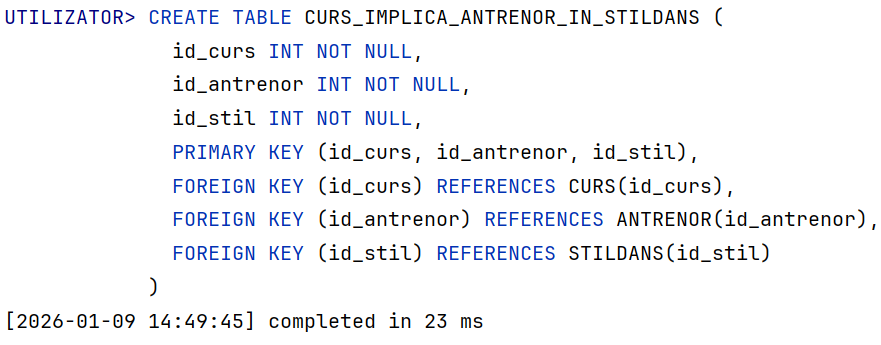 UTILIZATOR> CREATE TABLE CURS_IMPLICA_ANTRENOR_IN_STILDANS (
id_curs INT NOT NULL,
id_antrenor INT NOT NULL,
id_stil INT NOT NULL,
PRIMARY KEY (id_curs, id_antrenor, id_stil),
FOREIGN KEY (id_curs) REFERENCES CURS(id_curs),
FOREIGN KEY (id_antrenor) REFERENCES ANTRENOR(id_antrenor),
FOREIGN KEY (id_stil) REFERENCES STILDANS(id_stil)
)
[2026-01-09 14:49:45] completed in 23 ms